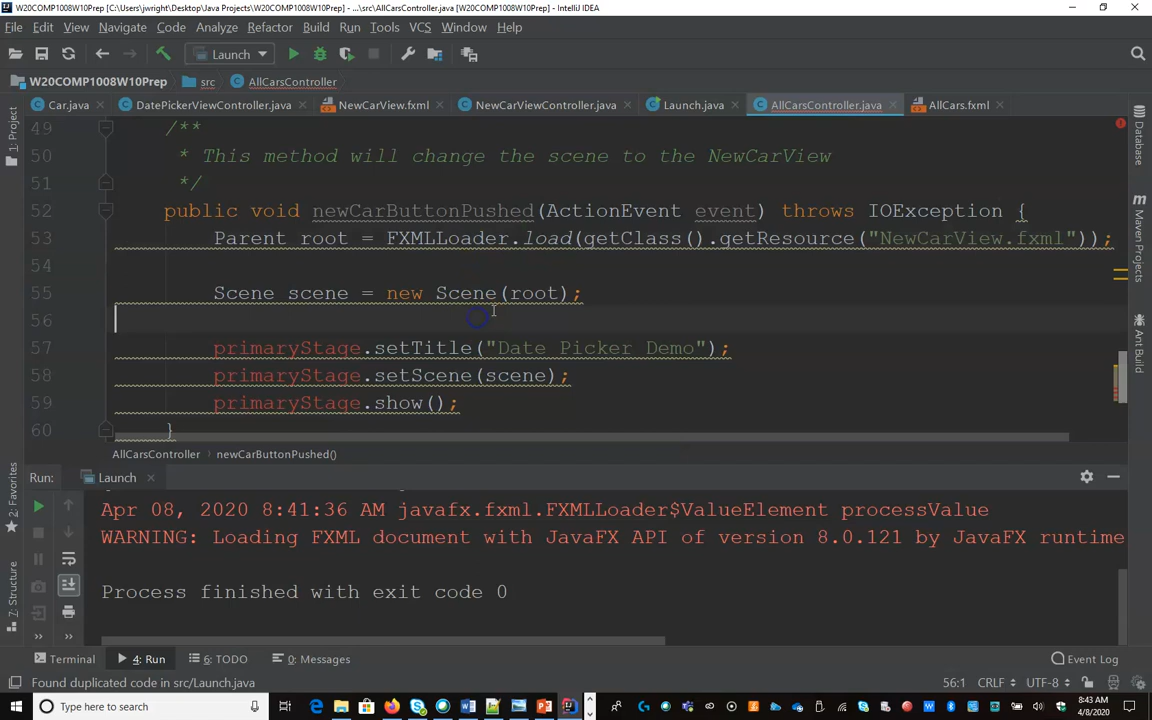 W20COMP1008W10Prep [C:\Users\jwright\Desktop\Java Projects\W20COMP1008W10Prep] - ...\src\AllCarsController.java [W20COMP1008W10Prep] - IntelliJ IDEA
File Edit View Navigate Code Analyze Refactor Build Run Tools VCS Window Help
Launch
W20COMP1008W10Prep src AllCarsController
Car.java DatePickerViewController.java NewCarView.fxml NewCarViewController.java Launch.java AllCarsController.java AllCars.fxml
1: Project
Database
Maven Projects
Ant Build
49 /**
50 * This method will change the scene to the NewCarView
51 */
52 public void newCarButtonPushed(ActionEvent event) throws IOException {
53 Parent root = FXMLLoader.load(getClass().getResource("NewCarView.fxml"));
54
55 Scene scene = new Scene(root);
56
57 primaryStage.setTitle("Date Picker Demo");
58 primaryStage.setScene(scene);
59 primaryStage.show();
60 }
AllCarsController newCarButtonPushed()
Run: Launch
2: Favorites
7: Structure
Apr 08, 2020 8:41:36 AM javafx.fxml.FXMLLoader$ValueElement processValue
WARNING: Loading FXML document with JavaFX API of version 8.0.121 by JavaFX runtime
Process finished with exit code 0
Terminal 4: Run 6: TODO 0: Messages Event Log
Found duplicated code in src/Launch.java 56:1 CRLF UTF-8
Type here to search
8:43 AM
4/8/2020